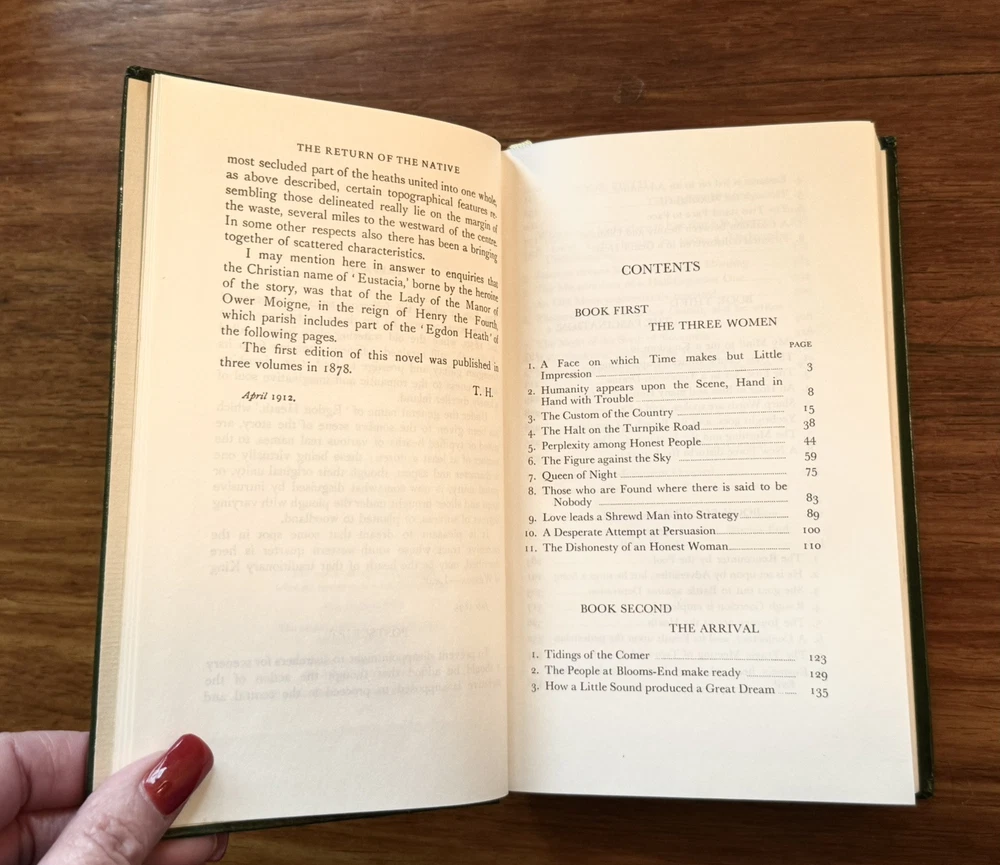 THE RETURN OF THE NATIVE
most secluded part of the heaths united into one whole,
as above described, certain topographical features re-
sembling those delineated really lie on the margin of
the waste, several miles to the westward of the centre.
In some other respects also there has been a bringing
together of scattered characteristics.
I may mention here in answer to enquiries that
the Christian name of 'Eustacia,' borne by the heroine
of the story, was that of the Lady of the Manor of
Ower Moigne, in the reign of Henry the Fourth,
which parish includes part of the 'Egdon Heath' of
the following pages.
The first edition of this novel was published in
three volumes in 1878.
T. H.
April 1912.
CONTENTS
BOOK FIRST
THE THREE WOMEN
PAGE
1. A Face on which Time makes but Little
Impression 3
2. Humanity appears upon the Scene, Hand in
Hand with Trouble 8
3. The Custom of the Country 15
4. The Halt on the Turnpike Road 38
5. Perplexity among Honest People 44
6. The Figure against the Sky 59
7. Queen of Night 75
8. Those who are Found where there is said to be
Nobody 83
9. Love leads a Shrewd Man into Strategy 89
10. A Desperate Attempt at Persuasion 100
11. The Dishonesty of an Honest Woman 110
BOOK SECOND
THE ARRIVAL
1. Tidings of the Comer 123
2. The People at Blooms-End make ready 129
3. How a Little Sound produced a Great Dream 135